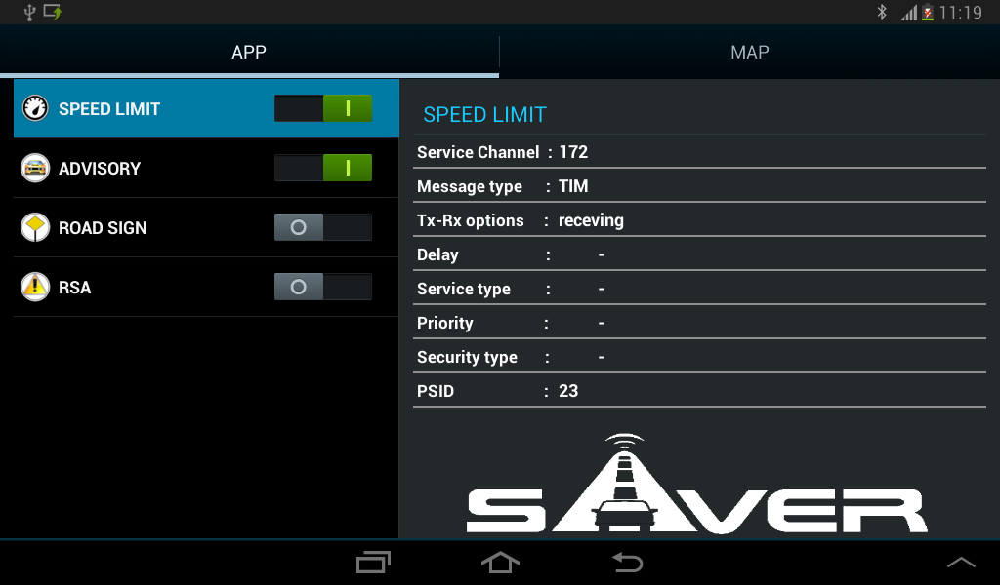 11:19
APP
MAP
SPEED LIMIT
ADVISORY
ROAD SIGN
RSA
SPEED LIMIT
Service Channel : 172
Message type : TIM
Tx-Rx options : receving
Delay : -
Service type : -
Priority : -
Security type : -
PSID : 23
SAVER